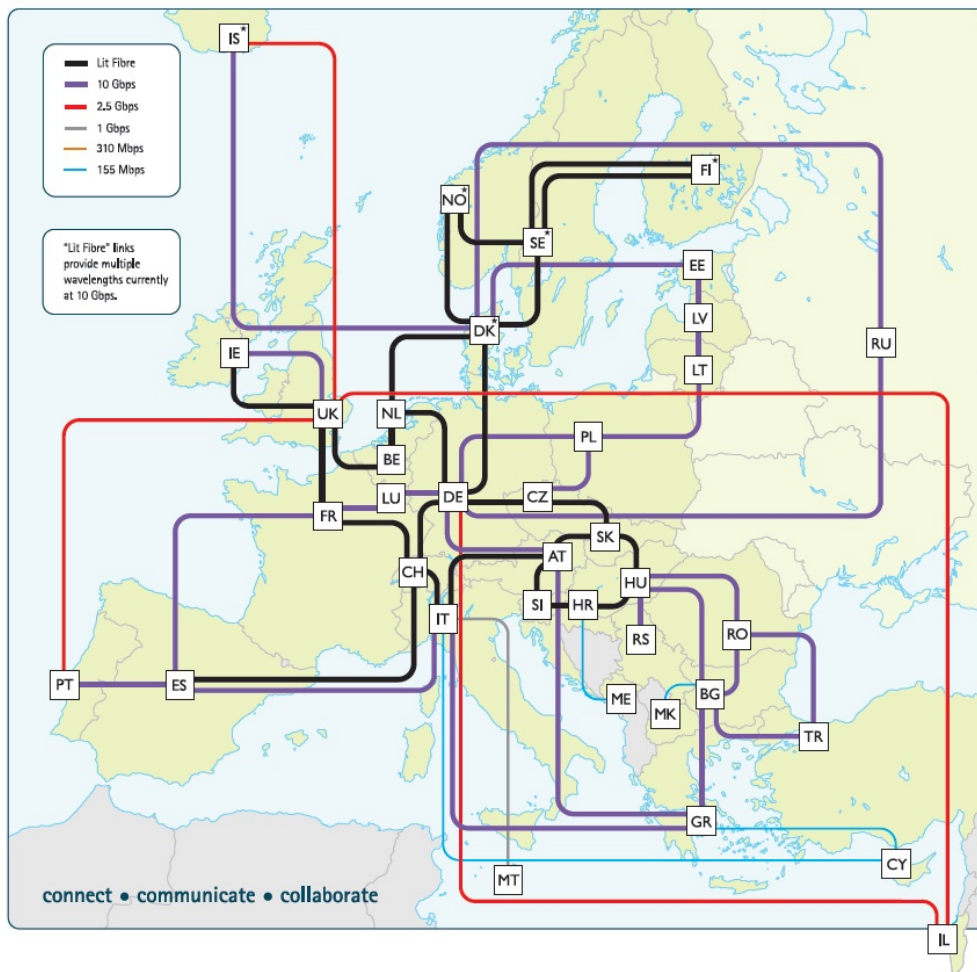 IS*
Lit Fibre
10 Gbps
2.5 Gbps
1 Gbps
310 Mbps
155 Mbps
"Lit Fibre" links
provide multiple
wavelengths currently
at 10 Gbps.
FI*
NO*
SE*
EE
LV
DK*
RU
IE
LT
UK
NL
PL
BE
LU
DE
CZ
FR
SK
AT
CH
HU
SI
HR
IT
RS
RO
PT
ES
ME
BG
MK
TR
GR
CY
MT
connect • communicate • collaborate
IL